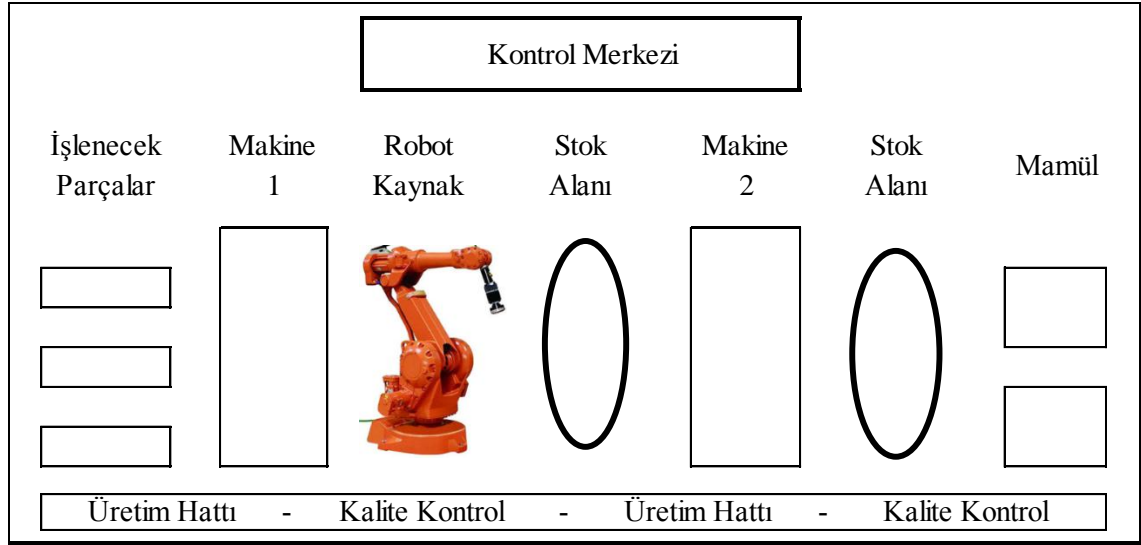 Kontrol Merkezi
İşlenecek Parçalar
Makine 1
Robot Kaynak
Stok Alanı
Makine 2
Stok Alanı
Mamül
Üretim Hattı - Kalite Kontrol - Üretim Hattı - Kalite Kontrol